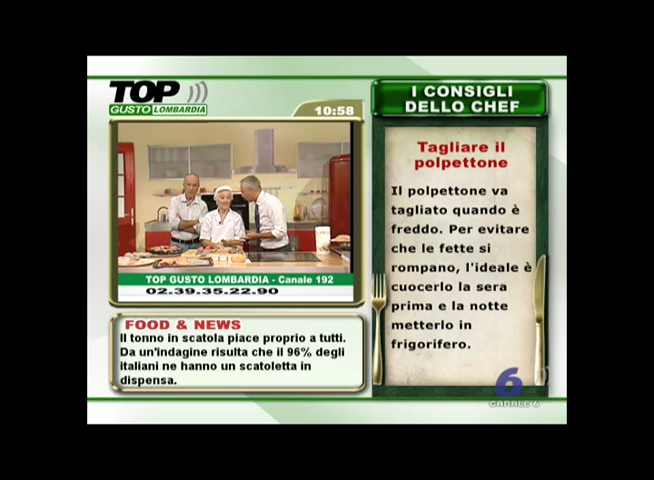 TOP
GUSTO LOMBARDIA
10:58
TOP GUSTO LOMBARDIA - Canale 192
02.39.35.22.90
FOOD & NEWS
Il tonno in scatola piace proprio a tutti.
Da un'indagine risulta che il 96% degli
italiani ne hanno un scatoletta in
dispensa.
I CONSIGLI
DELLO CHEF
Tagliare il
polpettone
Il polpettone va
tagliato quando è
freddo. Per evitare
che le fette si
rompano, l'ideale è
cuocerlo la sera
prima e la notte
metterlo in
frigorifero.
6
CANALE 6